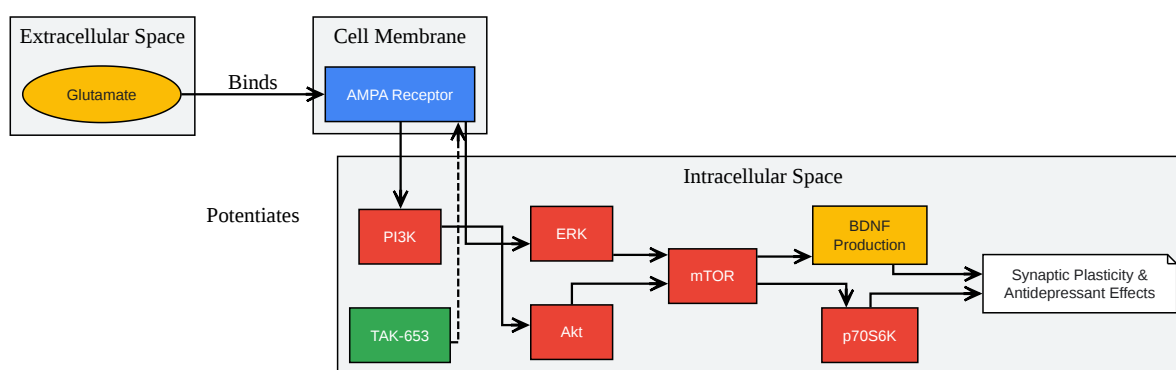 Extracellular Space
Cell Membrane
Glutamate
Binds
AMPA Receptor
Intracellular Space
Potentiates
PI3K
ERK
BDNF
Production
mTOR
Synaptic Plasticity &
Antidepressant Effects
TAK-653
Akt
p70S6K